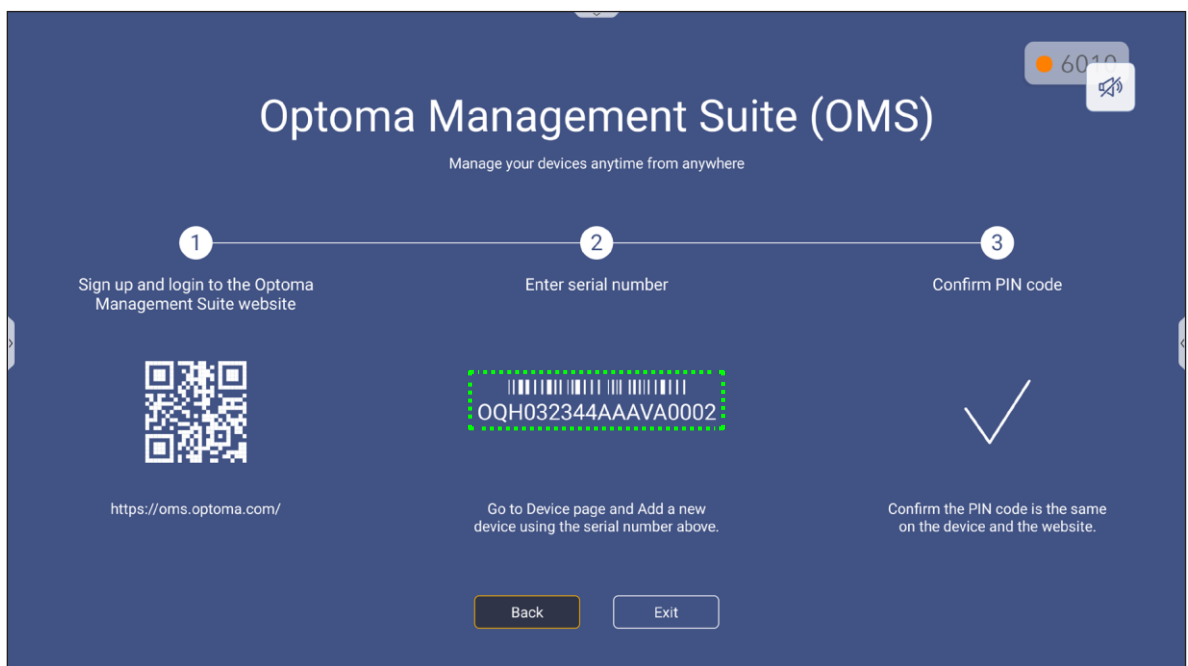 6010
Optoma Management Suite (OMS)
Manage your devices anytime from anywhere
1
2
3
Sign up and login to the Optoma
Management Suite website
Enter serial number
Confirm PIN code
OQH032344AAAVA0002
https://oms.optoma.com/
Go to Device page and Add a new
device using the serial number above.
Confirm the PIN code is the same
on the device and the website.
Back
Exit